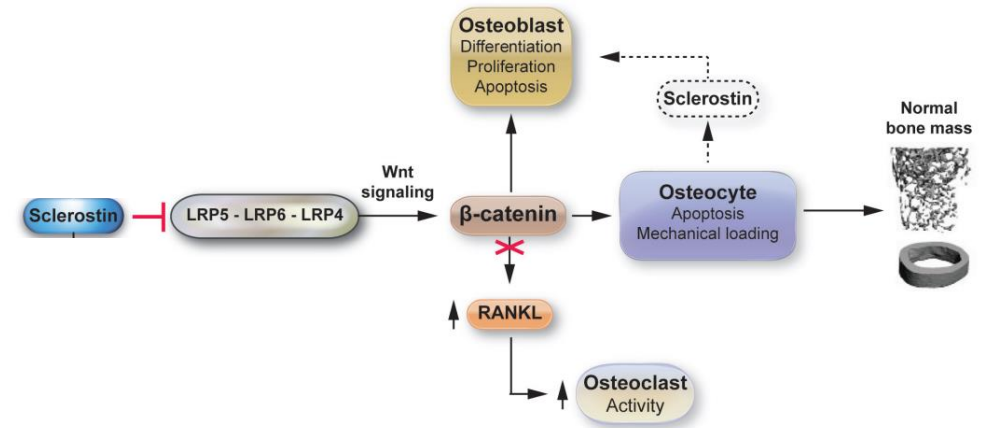 Osteoblast
Differentiation
Proliferation
Apoptosis
Sclerostin
Normal
bone mass
Wnt
signaling
Sclerostin
LRP5 - LRP6 - LRP4
β-catenin
Osteocyte
Apoptosis
Mechanical loading
RANKL
Osteoclast
Activity